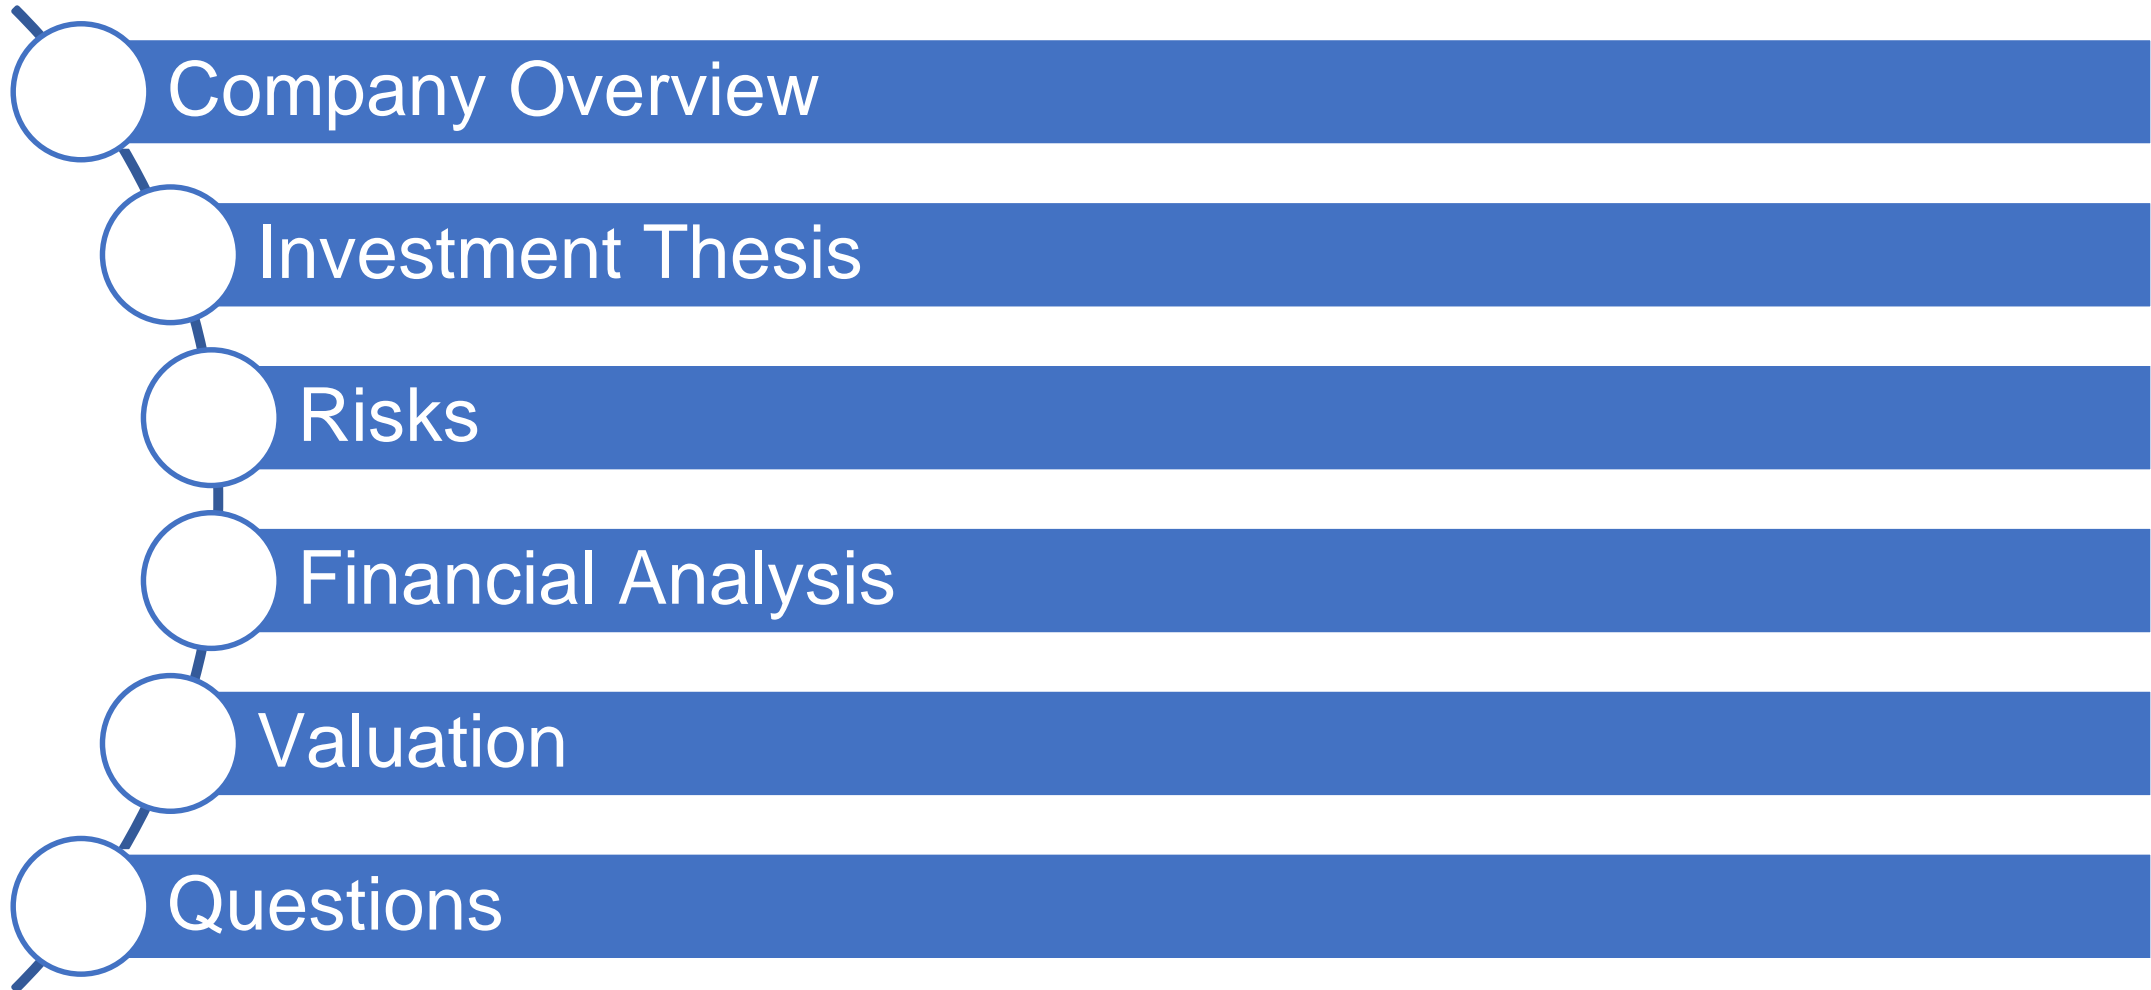 Company Overview
Investment Thesis
Risks
Financial Analysis
Valuation
Questions